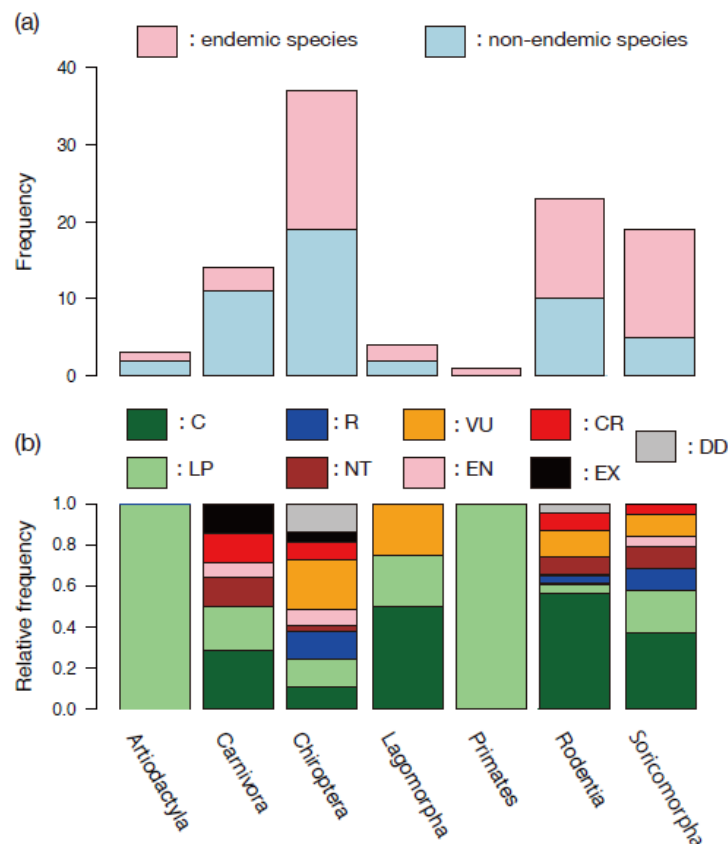 (a)
: endemic species
: non-endemic species
40
30
20
10
0
Frequency
: C
: R
: VU
: CR
: DD
(b)
: LP
: NT
: EN
: EX
1.0
0.8
0.6
0.4
0.2
0.0
Relative frequency
Artiodactyla
Carnivora
Chiroptera
Lagomorpha
Primates
Rodentia
Soricomorpha